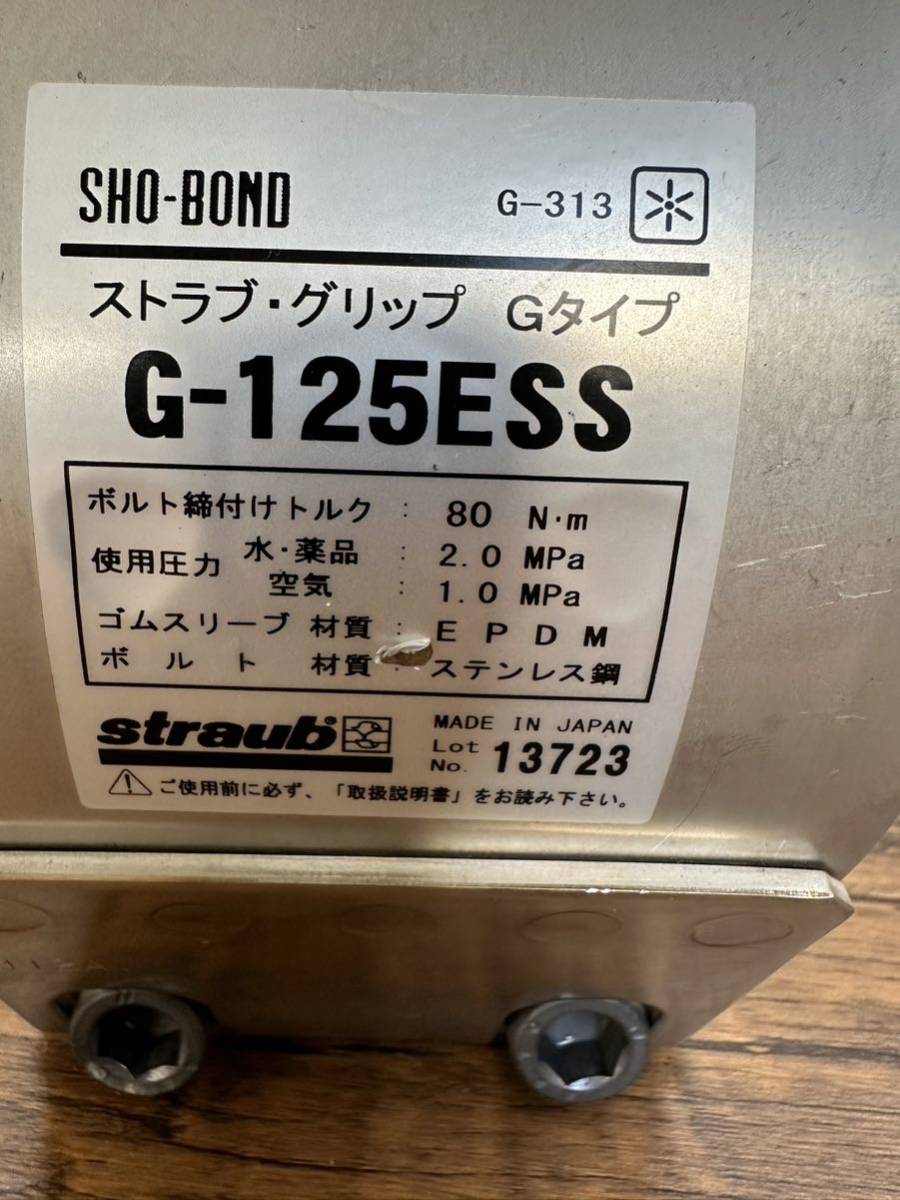 SHO-BOND G-313
ストラブ・グリップ Gタイプ
G-125ESS
ボルト締付けトルク : 80 N·m
使用圧力 水・薬品 : 2.0 MPa
空気 : 1.0 MPa
ゴムスリーブ 材質 : EPDM
ボルト 材質 : ステンレス鋼
straub MADE IN JAPAN
Lot No. 13723
ご使用前に必ず、「取扱説明書」をお読み下さい。